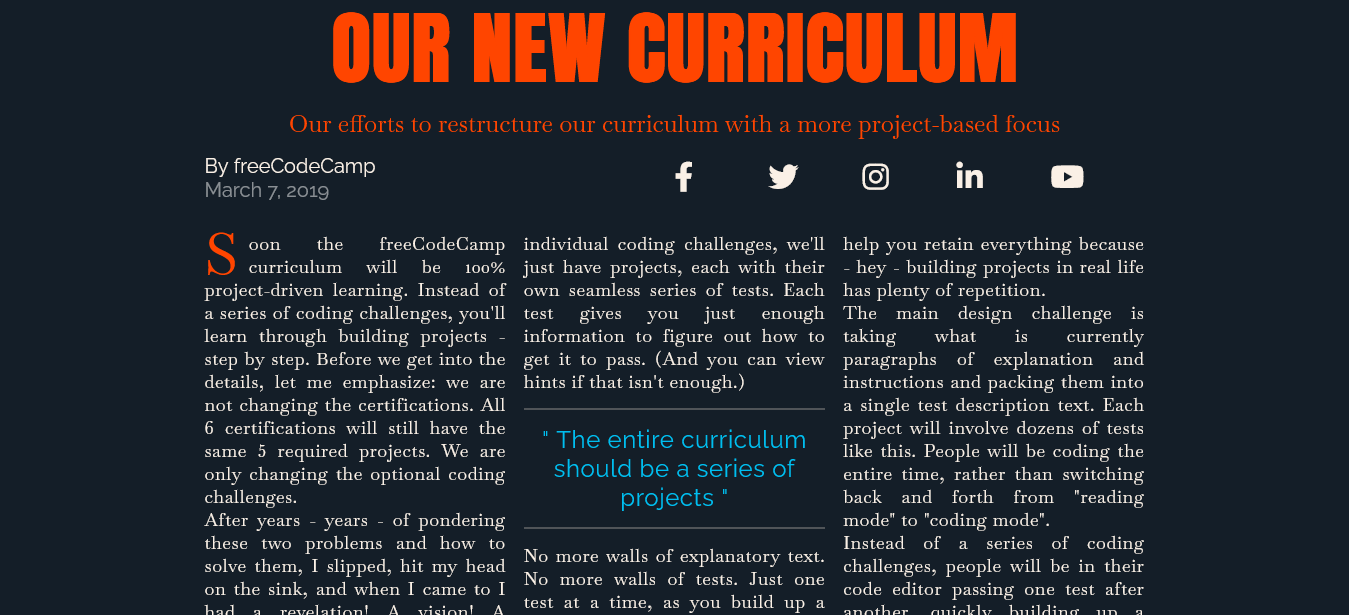 OUR NEW CURRICULUM
Our efforts to restructure our curriculum with a more project-based focus
By freeCodeCamp
March 7, 2019
Soon the freeCodeCamp
curriculum will be 100%
project-driven learning. Instead of
a series of coding challenges, you'll
learn through building projects -
step by step. Before we get into the
details, let me emphasize: we are
not changing the certifications. All
6 certifications will still have the
same 5 required projects. We are
only changing the optional coding
challenges.
After years - years - of pondering
these two problems and how to
solve them, I slipped, hit my head
on the sink, and when I came to I
had a revelation! A vision! A
individual coding challenges, we'll
just have projects, each with their
own seamless series of tests. Each
test gives you just enough
information to figure out how to
get it to pass. (And you can view
hints if that isn't enough.)
" The entire curriculum
should be a series of
projects "
No more walls of explanatory text.
No more walls of tests. Just one
test at a time, as you build up a
help you retain everything because
- hey - building projects in real life
has plenty of repetition.
The main design challenge is
taking what is currently
paragraphs of explanation and
instructions and packing them into
a single test description text. Each
project will involve dozens of tests
like this. People will be coding the
entire time, rather than switching
back and forth from "reading
mode" to "coding mode".
Instead of a series of coding
challenges, people will be in their
code editor passing one test after
another, quickly building up a